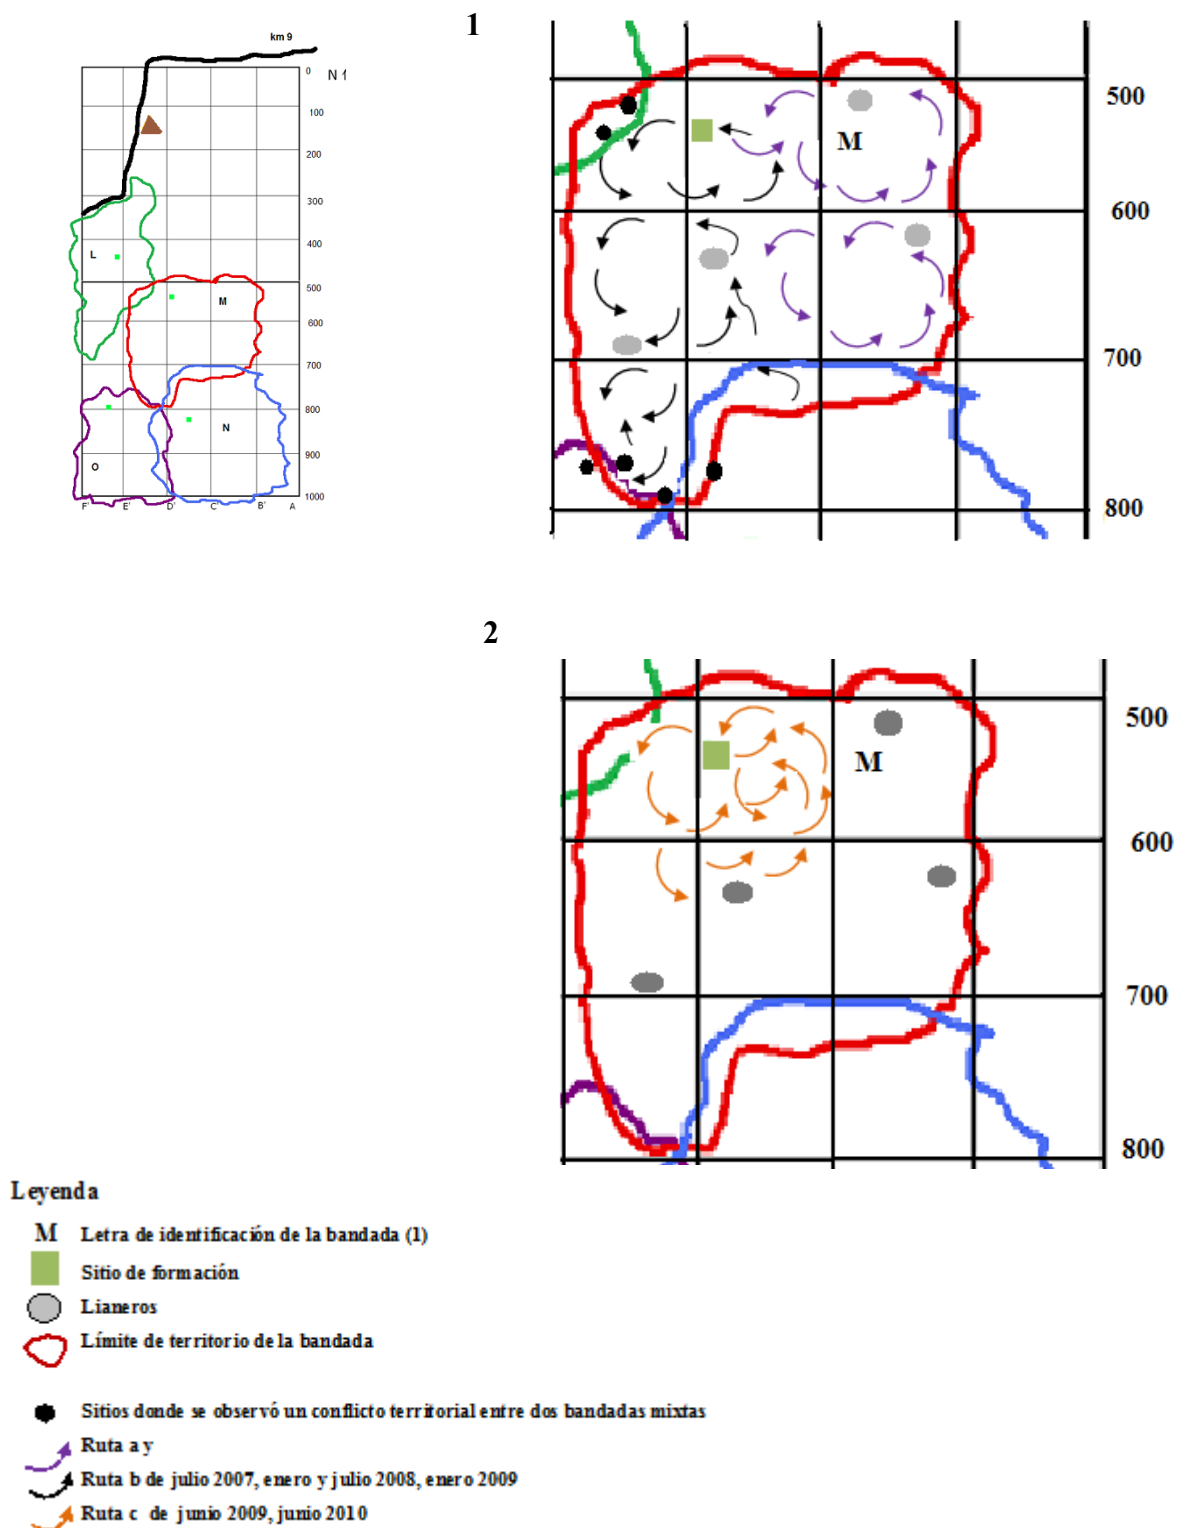 km 9
N 1
0
100
200
300
400
500
600
700
800
900
1000
L
M
N
O
F' E' D' C' B' A
1
M
500
600
700
800
2
M
500
600
700
800
Leyenda
M Letra de identificación de la bandada (1)
Sitio de formación
Lianeros
Límite de territorio de la bandada
Sitios donde se observó un conflicto territorial entre dos bandadas mixtas
Ruta a y
Ruta b de julio 2007, enero y julio 2008, enero 2009
Ruta c de junio 2009, junio 2010